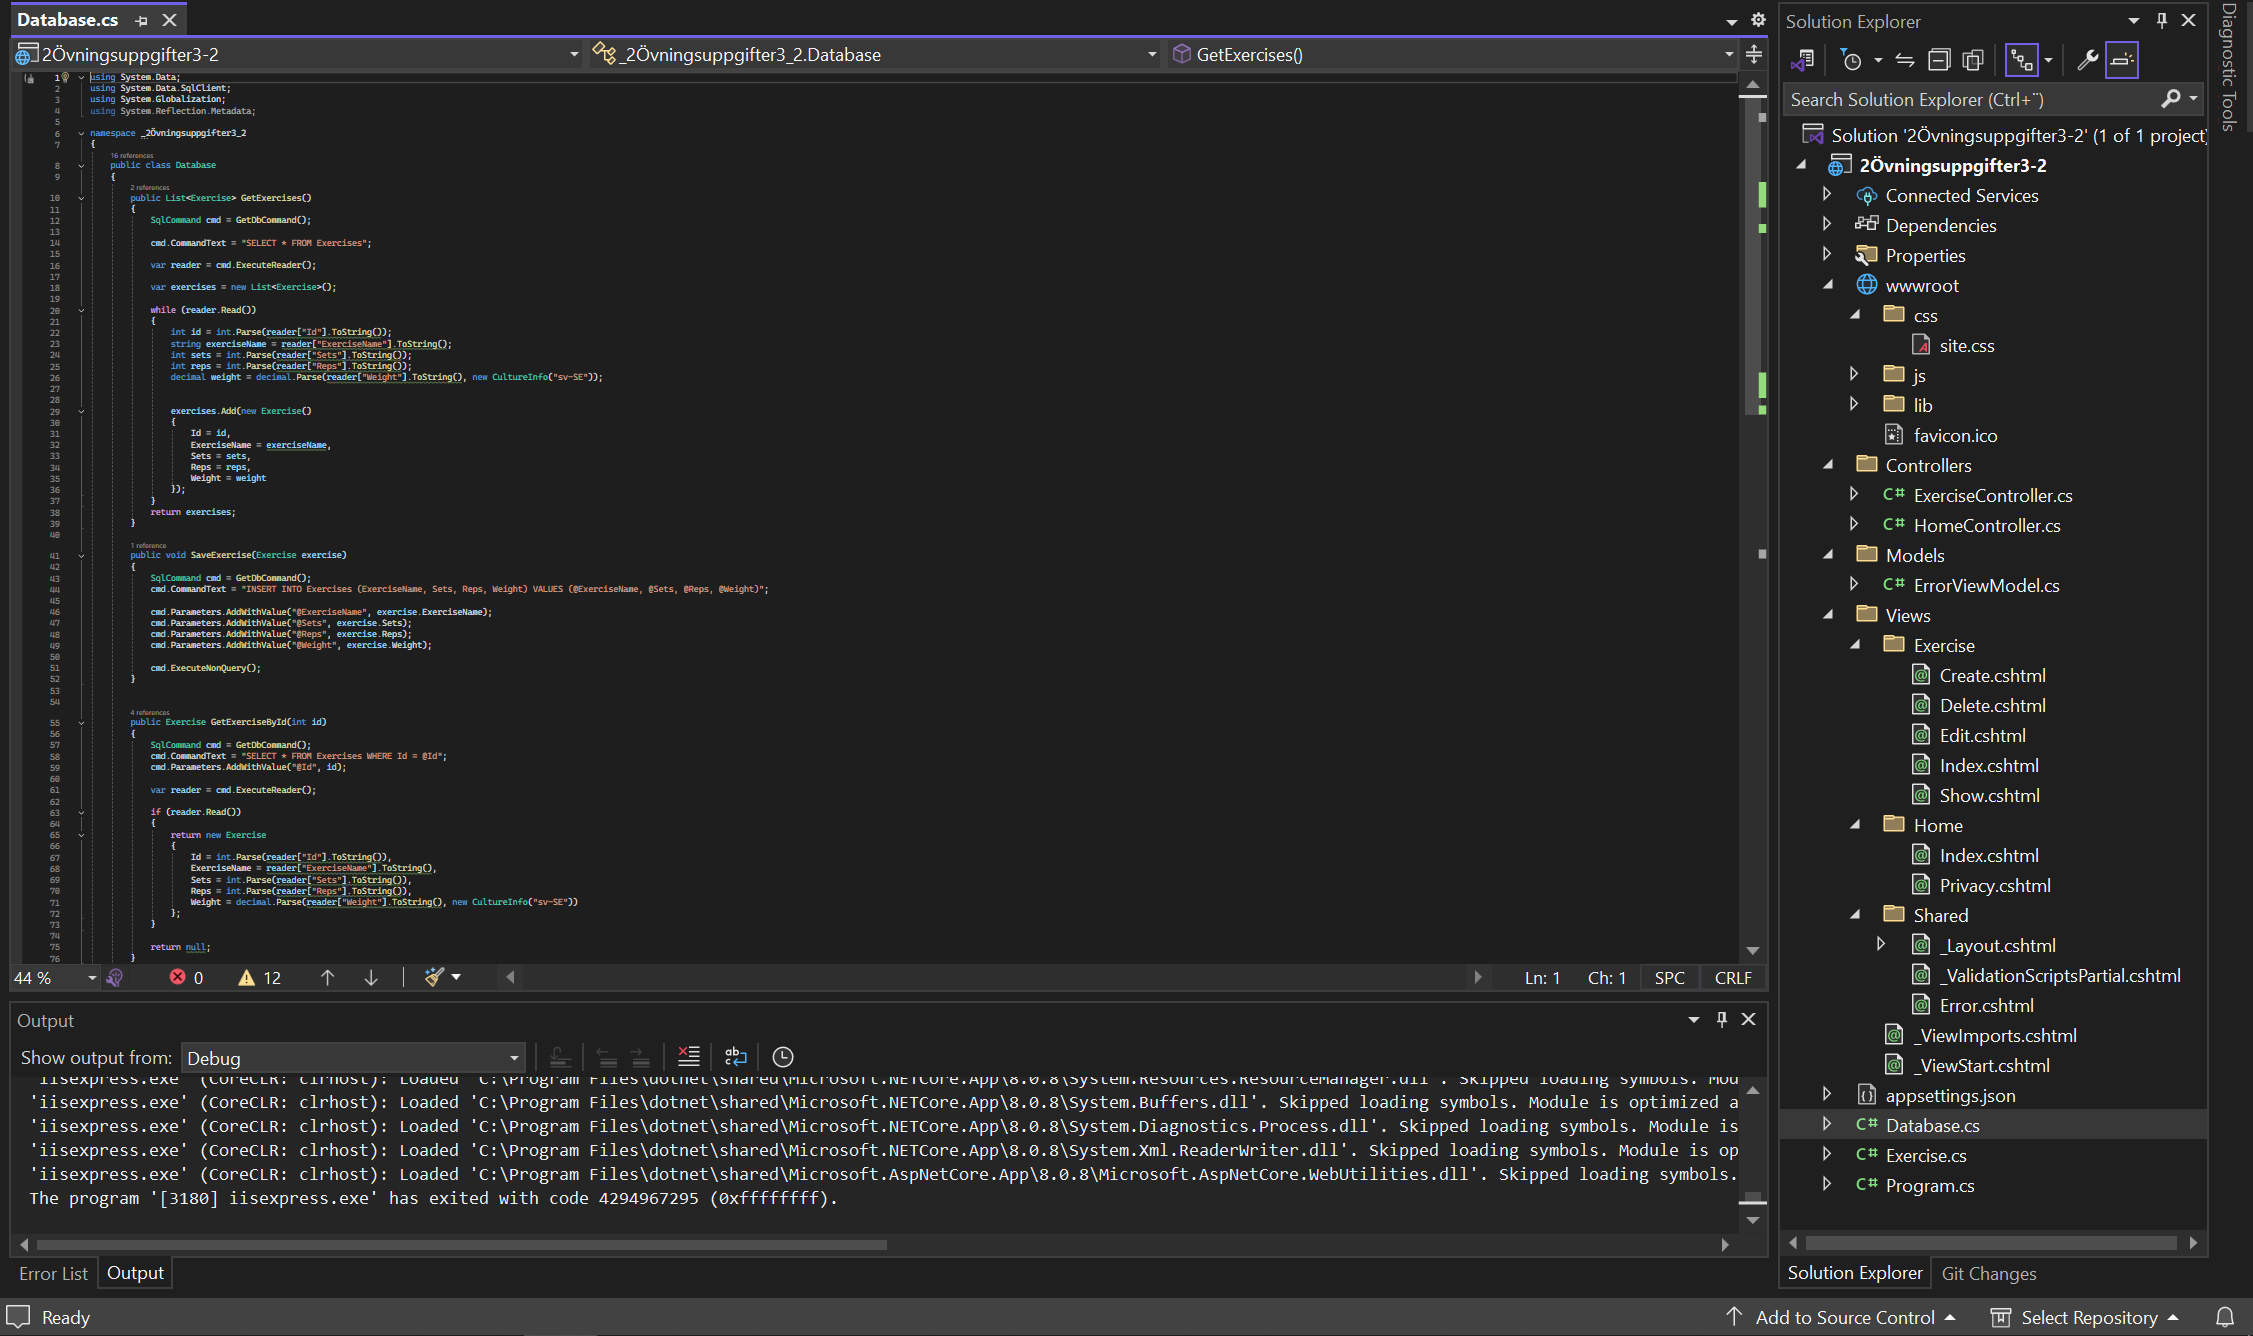 Database.cs
2Övningsuppgifter3-2
_2Övningsuppgifter3_2.Database
GetExercises()
1 using System.Data;
2 using System.Data.SqlClient;
3 using System.Globalization;
4 using System.Reflection.Metadata;
5
6 namespace _2Övningsuppgifter3_2
7 {
16 references
8 public class Database
9 {
2 references
10 public List<Exercise> GetExercises()
11 {
12 SqlCommand cmd = GetDbCommand();
13
14 cmd.CommandText = "SELECT * FROM Exercises";
15
16 var reader = cmd.ExecuteReader();
17
18 var exercises = new List<Exercise>();
19
20 while (reader.Read())
21 {
22 int id = int.Parse(reader["Id"].ToString());
23 string exerciseName = reader["ExerciseName"].ToString();
24 int sets = int.Parse(reader["Sets"].ToString());
25 int reps = int.Parse(reader["Reps"].ToString());
26 decimal weight = decimal.Parse(reader["Weight"].ToString(), new CultureInfo("sv-SE"));
27
28
29 exercises.Add(new Exercise()
30 {
31 Id = id,
32 ExerciseName = exerciseName,
33 Sets = sets,
34 Reps = reps,
35 Weight = weight
36 });
37 }
38 return exercises;
39 }
40
1 reference
41 public void SaveExercise(Exercise exercise)
42 {
43 SqlCommand cmd = GetDbCommand();
44 cmd.CommandText = "INSERT INTO Exercises (ExerciseName, Sets, Reps, Weight) VALUES (@ExerciseName, @Sets, @Reps, @Weight)";
45
46 cmd.Parameters.AddWithValue("@ExerciseName", exercise.ExerciseName);
47 cmd.Parameters.AddWithValue("@Sets", exercise.Sets);
48 cmd.Parameters.AddWithValue("@Reps", exercise.Reps);
49 cmd.Parameters.AddWithValue("@Weight", exercise.Weight);
50
51 cmd.ExecuteNonQuery();
52 }
53
54
4 references
55 public Exercise GetExerciseById(int id)
56 {
57 SqlCommand cmd = GetDbCommand();
58 cmd.CommandText = "SELECT * FROM Exercises WHERE Id = @Id";
59 cmd.Parameters.AddWithValue("@Id", id);
60
61 var reader = cmd.ExecuteReader();
62
63 if (reader.Read())
64 {
65 return new Exercise
66 {
67 Id = int.Parse(reader["Id"].ToString()),
68 ExerciseName = reader["ExerciseName"].ToString(),
69 Sets = int.Parse(reader["Sets"].ToString()),
70 Reps = int.Parse(reader["Reps"].ToString()),
71 Weight = decimal.Parse(reader["Weight"].ToString(), new CultureInfo("sv-SE"))
72 };
73 }
74
75 return null;
76 }
44 %
0
12
Ln: 1 Ch: 1 SPC CRLF
Output
Show output from: Debug
'iisexpress.exe' (CoreCLR: clrhost): Loaded 'C:\Program Files\dotnet\shared\Microsoft.NETCore.App\8.0.8\System.Resources.ResourceManager.dll'. Skipped loading symbols. Mod
'iisexpress.exe' (CoreCLR: clrhost): Loaded 'C:\Program Files\dotnet\shared\Microsoft.NETCore.App\8.0.8\System.Buffers.dll'. Skipped loading symbols. Module is optimized a
'iisexpress.exe' (CoreCLR: clrhost): Loaded 'C:\Program Files\dotnet\shared\Microsoft.NETCore.App\8.0.8\System.Diagnostics.Process.dll'. Skipped loading symbols. Module is
'iisexpress.exe' (CoreCLR: clrhost): Loaded 'C:\Program Files\dotnet\shared\Microsoft.NETCore.App\8.0.8\System.Xml.ReaderWriter.dll'. Skipped loading symbols. Module is op
'iisexpress.exe' (CoreCLR: clrhost): Loaded 'C:\Program Files\dotnet\shared\Microsoft.AspNetCore.App\8.0.8\Microsoft.AspNetCore.WebUtilities.dll'. Skipped loading symbols.
The program '[3180] iisexpress.exe' has exited with code 4294967295 (0xffffffff).
Error List
Output
Solution Explorer
Search Solution Explorer (Ctrl+¨)
Solution '2Övningsuppgifter3-2' (1 of 1 project)
2Övningsuppgifter3-2
Connected Services
Dependencies
Properties
wwwroot
css
site.css
js
lib
favicon.ico
Controllers
C# ExerciseController.cs
C# HomeController.cs
Models
C# ErrorViewModel.cs
Views
Exercise
Create.cshtml
Delete.cshtml
Edit.cshtml
Index.cshtml
Show.cshtml
Home
Index.cshtml
Privacy.cshtml
Shared
_Layout.cshtml
_ValidationScriptsPartial.cshtml
Error.cshtml
_ViewImports.cshtml
_ViewStart.cshtml
appsettings.json
C# Database.cs
C# Exercise.cs
C# Program.cs
Solution Explorer
Git Changes
Diagnostic Tools
Ready
Add to Source Control
Select Repository